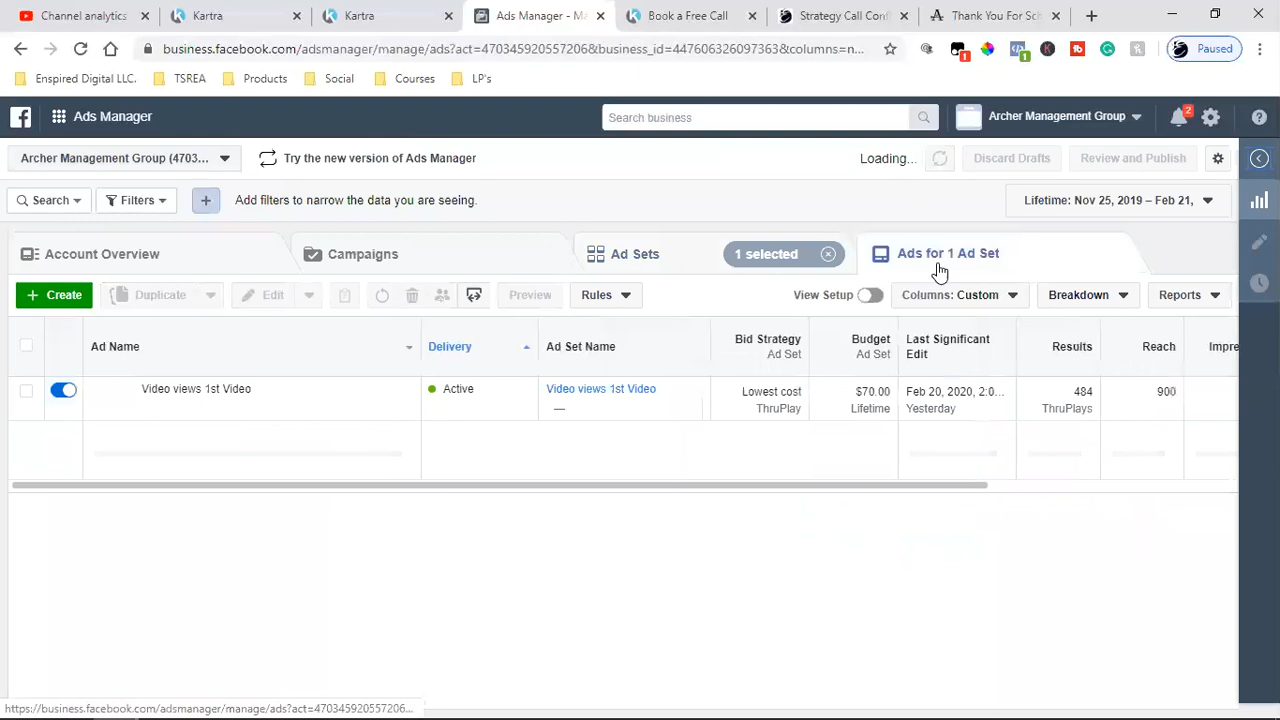 Channel analytics
Kartra
Kartra
Ads Manager - Ma
Book a Free Call
Strategy Call Conf
Thank You For Sch
business.facebook.com/adsmanager/manage/ads?act=470345920557206&business_id=447606326097363&columns=n...
1
1
Paused
Enspired Digital LLC.
TSREA
Products
Social
Courses
LP's
Ads Manager
Search business
Archer Management Group
2
Archer Management Group (4703...
Try the new version of Ads Manager
Loading...
Discard Drafts
Review and Publish
Search
Filters
Add filters to narrow the data you are seeing.
Lifetime: Nov 25, 2019 – Feb 21,
Account Overview
Campaigns
Ad Sets
1 selected
Ads for 1 Ad Set
Create
Duplicate
Edit
Preview
Rules
View Setup
Columns: Custom
Breakdown
Reports
Ad Name
Delivery
Ad Set Name
Bid Strategy
Ad Set
Budget
Ad Set
Last Significant
Edit
Results
Reach
Impre
Video views 1st Video
Active
Video views 1st Video
—
Lowest cost
ThruPlay
$70.00
Lifetime
Feb 20, 2020, 2:0...
Yesterday
484
ThruPlays
900
https://business.facebook.com/adsmanager/manage/ads?act=470345920557206...